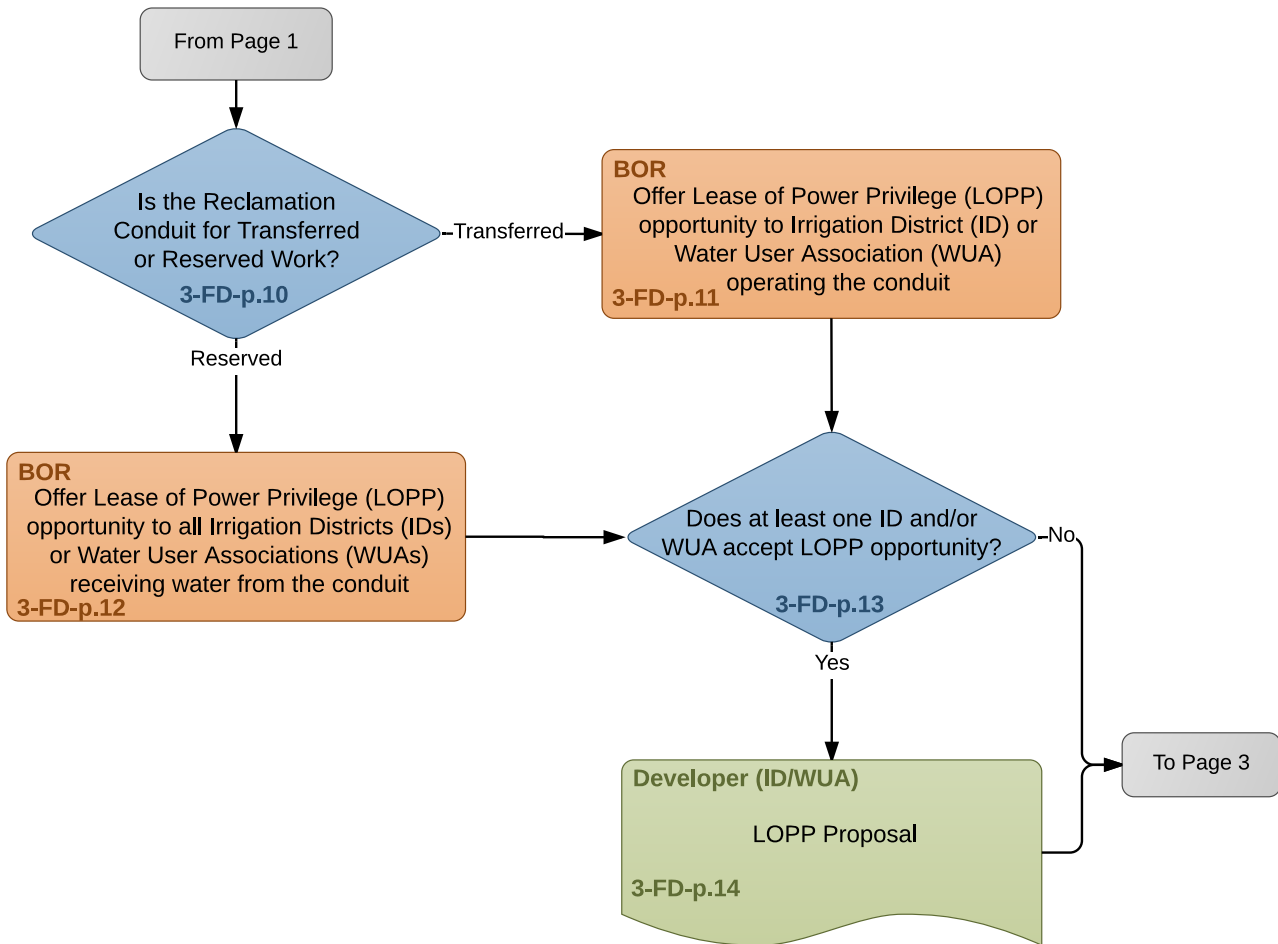 From Page 1
Is the Reclamation
Conduit for Transferred
or Reserved Work?
3-FD-p.10
Transferred
BOR
Offer Lease of Power Privilege (LOPP)
opportunity to Irrigation District (ID) or
Water User Association (WUA)
operating the conduit
3-FD-p.11
Reserved
BOR
Offer Lease of Power Privilege (LOPP)
opportunity to all Irrigation Districts (IDs)
or Water User Associations (WUAs)
receiving water from the conduit
3-FD-p.12
Does at least one ID and/or
WUA accept LOPP opportunity?
3-FD-p.13
No
Yes
Developer (ID/WUA)
LOPP Proposal
3-FD-p.14
To Page 3